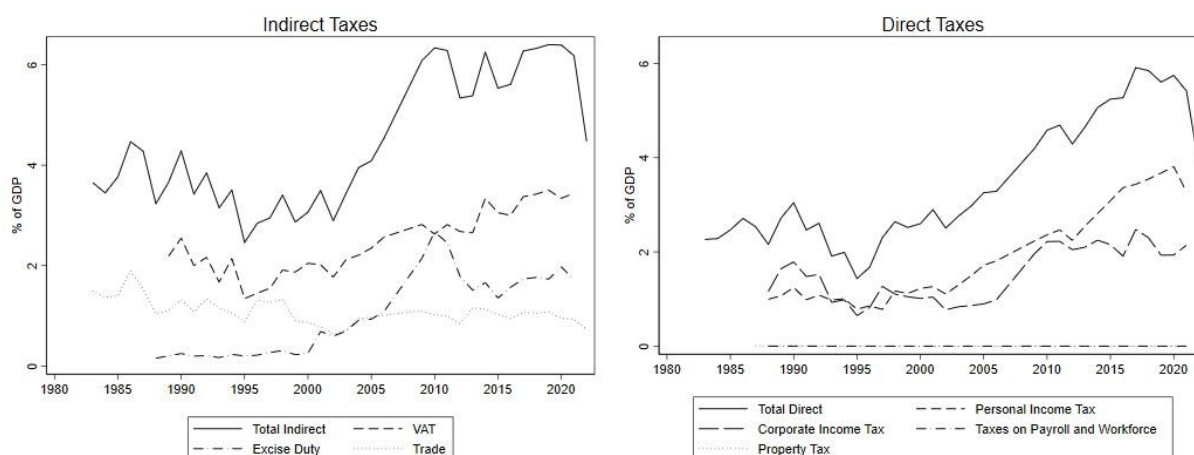 Indirect Taxes
% of GDP
6
4
2
0
1980 1985 1990 1995 2000 2005 2010 2015 2020
Total Indirect VAT
Excise Duty Trade
Direct Taxes
% of GDP
6
4
2
0
1980 1985 1990 1995 2000 2005 2010 2015 2020
Total Direct Personal Income Tax
Corporate Income Tax Taxes on Payroll and Workforce
Property Tax